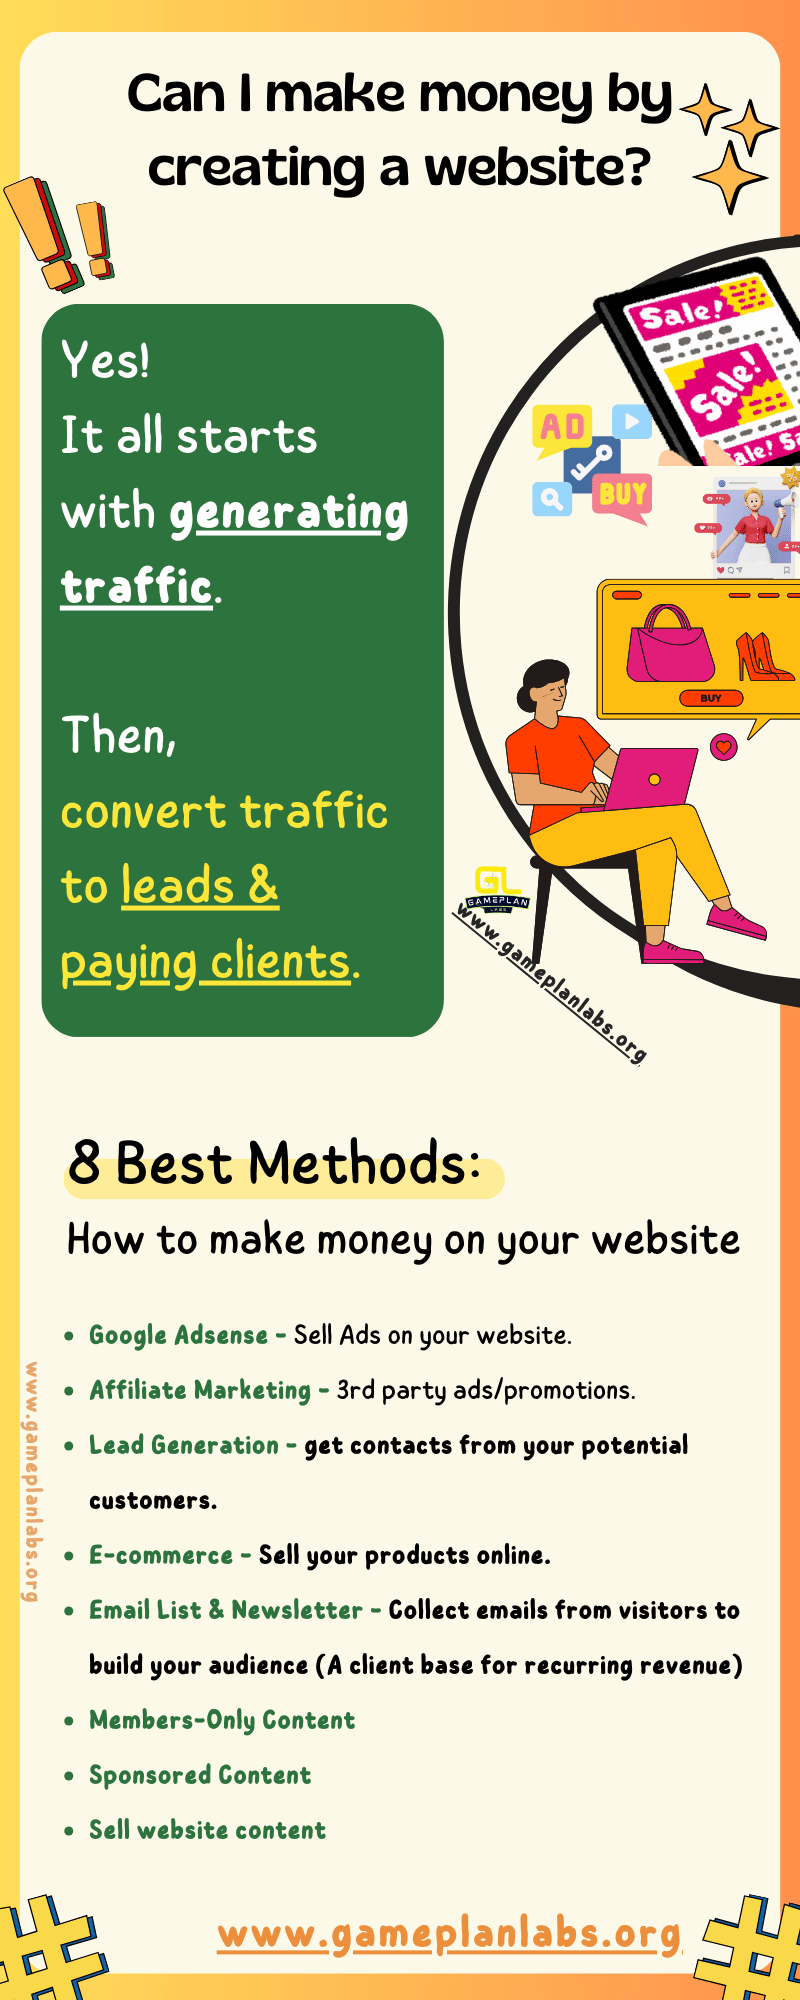 Can I make money by
creating a website?
Yes!
It all starts
with generating
traffic.
Then,
convert traffic
to leads &
paying clients.
Sale!
Sale!
ale! Sa
AD
BUY
%
BUY
GL
GAMEPLAN
LABS
www.gameplanlabs.org
8 Best Methods:
How to make money on your website
• Google Adsense - Sell Ads on your website.
• Affiliate Marketing - 3rd party ads/promotions.
• Lead Generation - get contacts from your potential
customers.
• E-commerce - Sell your products online.
• Email List & Newsletter - Collect emails from visitors to
build your audience (A client base for recurring revenue)
• Members-Only Content
• Sponsored Content
• Sell website content
www.gameplanlabs.org
www.gameplanlabs.org